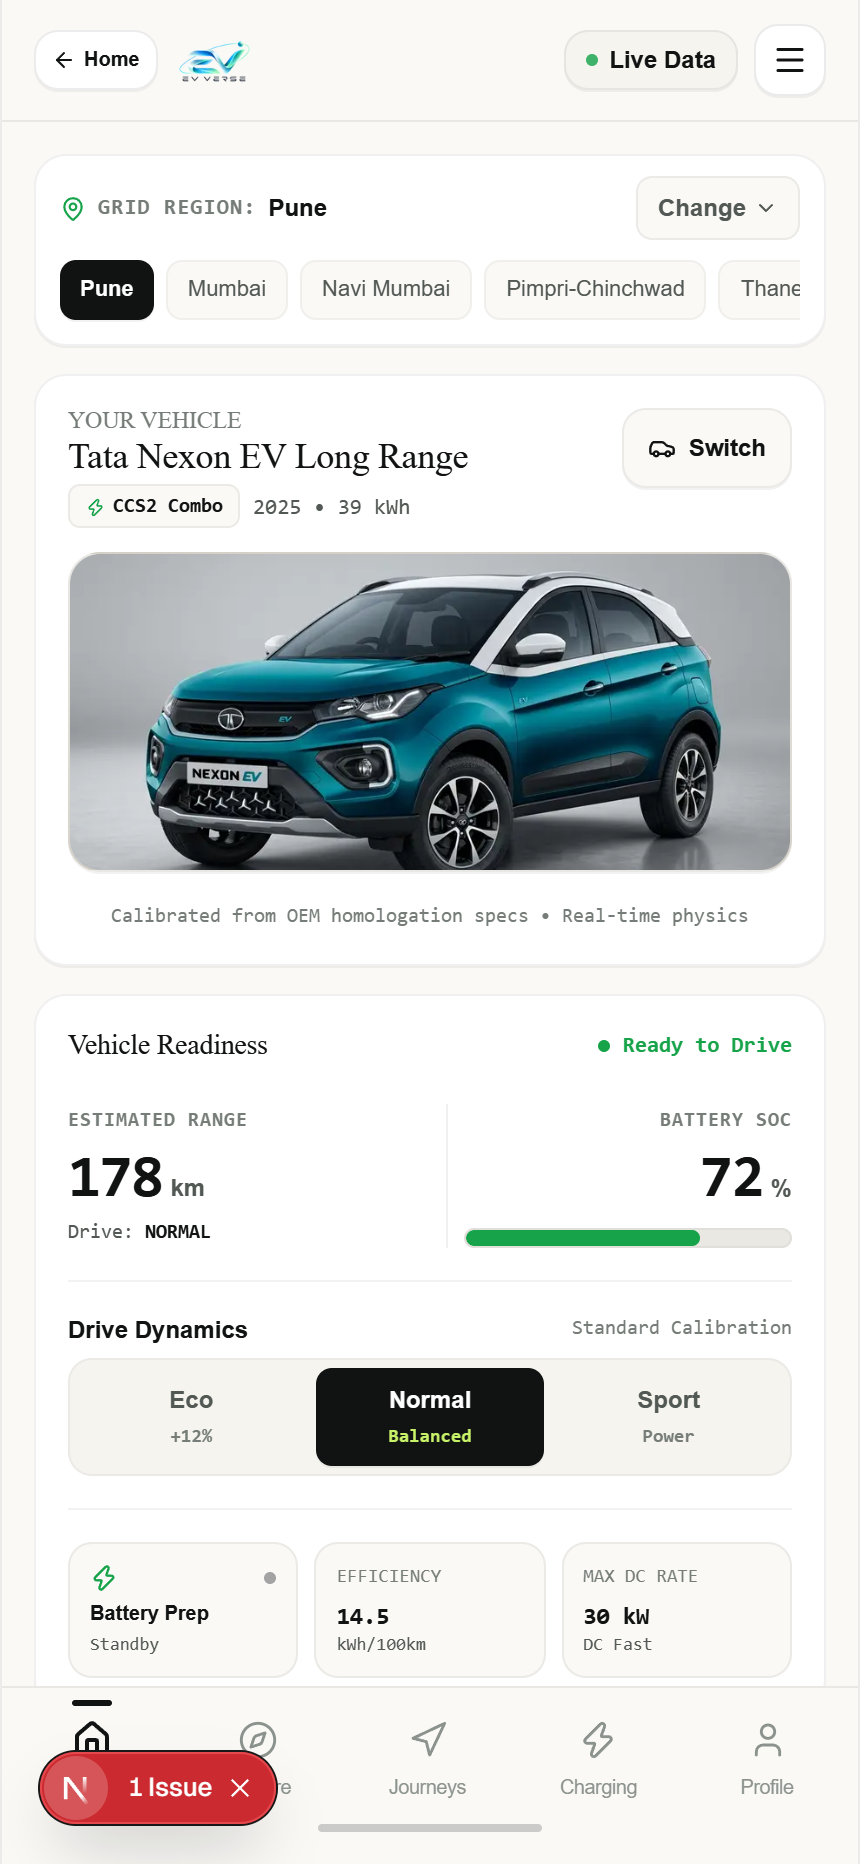 Home
EV VERSE
Live Data
GRID REGION: Pune
Change
Pune
Mumbai
Navi Mumbai
Pimpri-Chinchwad
Thane
YOUR VEHICLE
Tata Nexon EV Long Range
Switch
CCS2 Combo
2025 • 39 kWh
EV
NEXON EV
Calibrated from OEM homologation specs • Real-time physics
Vehicle Readiness
Ready to Drive
ESTIMATED RANGE
BATTERY SOC
178 km
72 %
Drive: NORMAL
Drive Dynamics
Standard Calibration
Eco
Normal
Sport
+12%
Balanced
Power
Battery Prep
Standby
EFFICIENCY
14.5
kWh/100km
MAX DC RATE
30 kW
DC Fast
N
1 Issue
re
Journeys
Charging
Profile